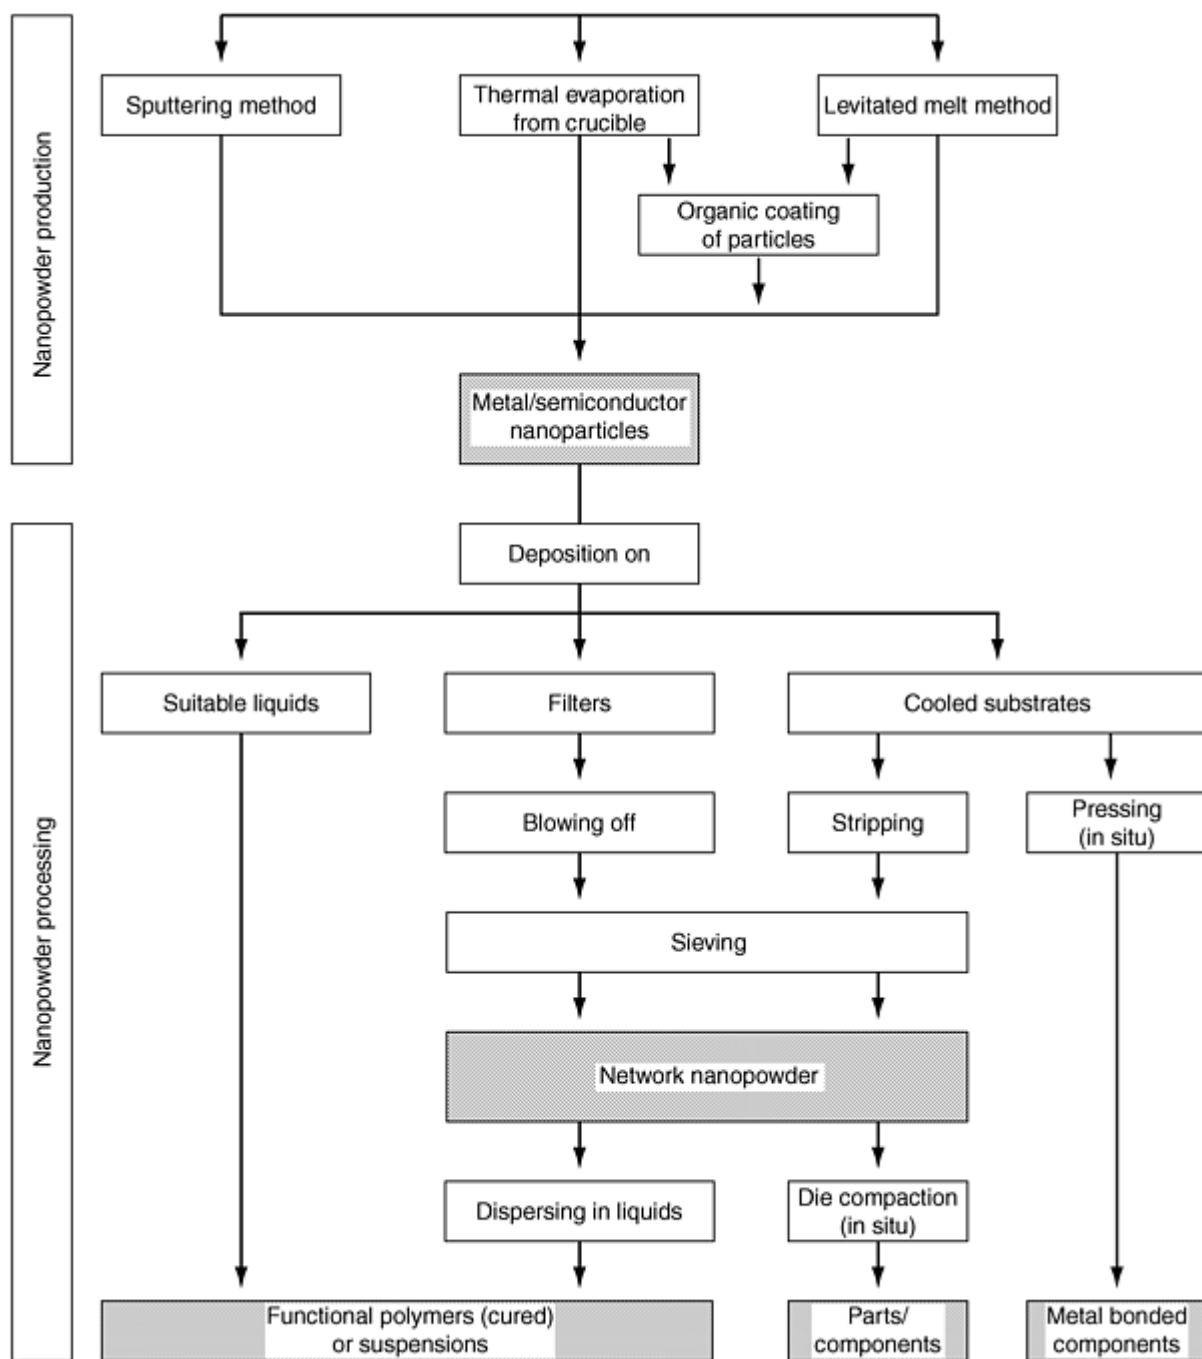 Nanopowder production
Sputtering method
Thermal evaporation
from crucible
Levitated melt method
Organic coating
of particles
Metal/semiconductor
nanoparticles
Nanopowder processing
Deposition on
Suitable liquids
Filters
Cooled substrates
Blowing off
Stripping
Pressing
(in situ)
Sieving
Network nanopowder
Dispersing in liquids
Die compaction
(in situ)
Functional polymers (cured)
or suspensions
Parts/
components
Metal bonded
components